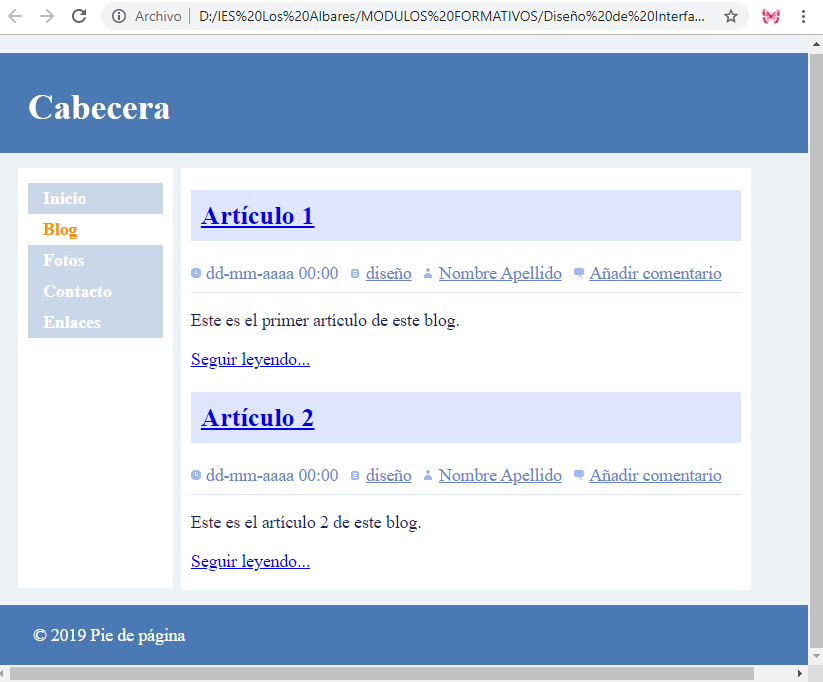 Archivo | D:/IES%20Los%20Albares/MODULOS%20FORMATIVOS/Diseño%20de%20Interfa...
Cabecera
Inicio
Blog
Fotos
Contacto
Enlaces
Artículo 1
dd-mm-aaaa 00:00 diseño Nombre Apellido Añadir comentario
Este es el primer artículo de este blog.
Seguir leyendo...
Artículo 2
dd-mm-aaaa 00:00 diseño Nombre Apellido Añadir comentario
Este es el artículo 2 de este blog.
Seguir leyendo...
© 2019 Pie de página